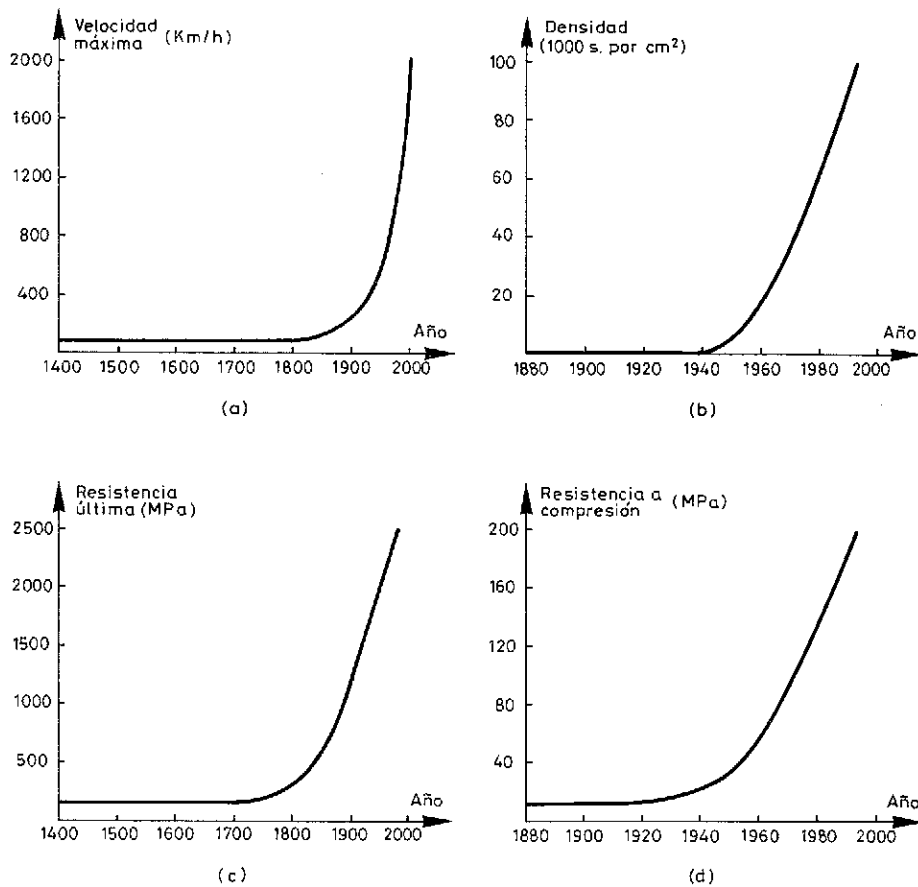 Velocidad
máxima (Km/h)
2000
1600
1200
800
400
Año
1400 1500 1600 1700 1800 1900 2000
(a)
Densidad
(1000 s. por cm²)
100
80
60
40
20
Año
1880 1900 1920 1940 1960 1980 2000
(b)
Resistencia
última (MPa)
2500
2000
1500
1000
500
Año
1400 1500 1600 1700 1800 1900 2000
(c)
Resistencia a
compresión (MPa)
200
160
120
80
40
Año
1880 1900 1920 1940 1960 1980 2000
(d)